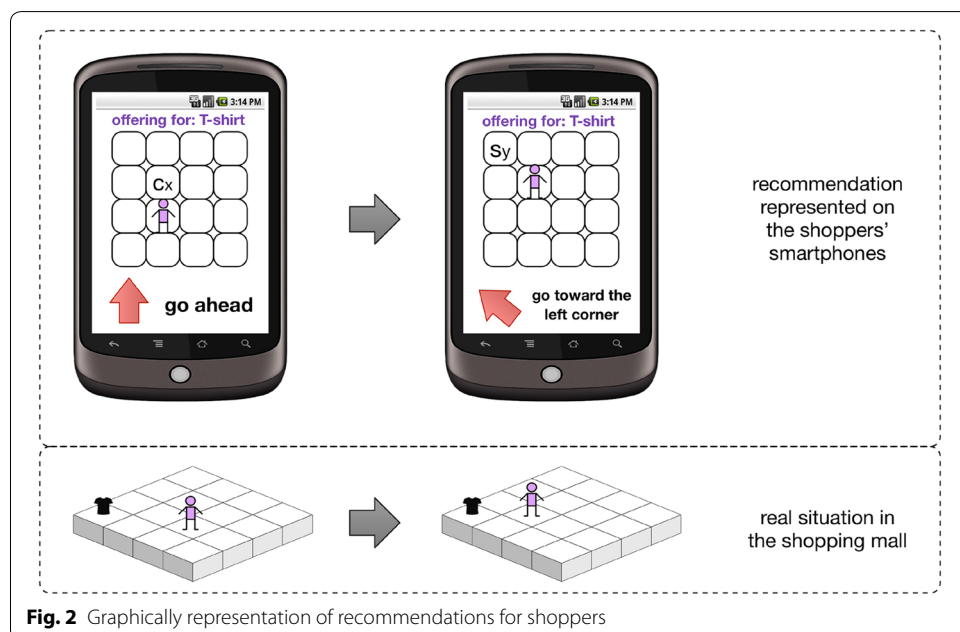 3:14 PM
offering for: T-shirt
Cx
go ahead
3:14 PM
offering for: T-shirt
Sy
go toward the
left corner
recommendation
represented on
the shoppers’
smartphones
real situation in
the shopping mall
Fig. 2 Graphically representation of recommendations for shoppers